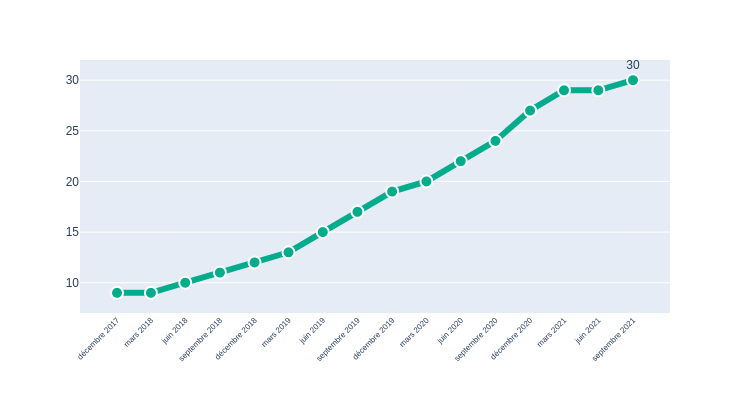 30
30
25
20
15
10
décembre 2017
mars 2018
juin 2018
septembre 2018
décembre 2018
mars 2019
juin 2019
septembre 2019
décembre 2019
mars 2020
juin 2020
septembre 2020
décembre 2020
mars 2021
juin 2021
septembre 2021